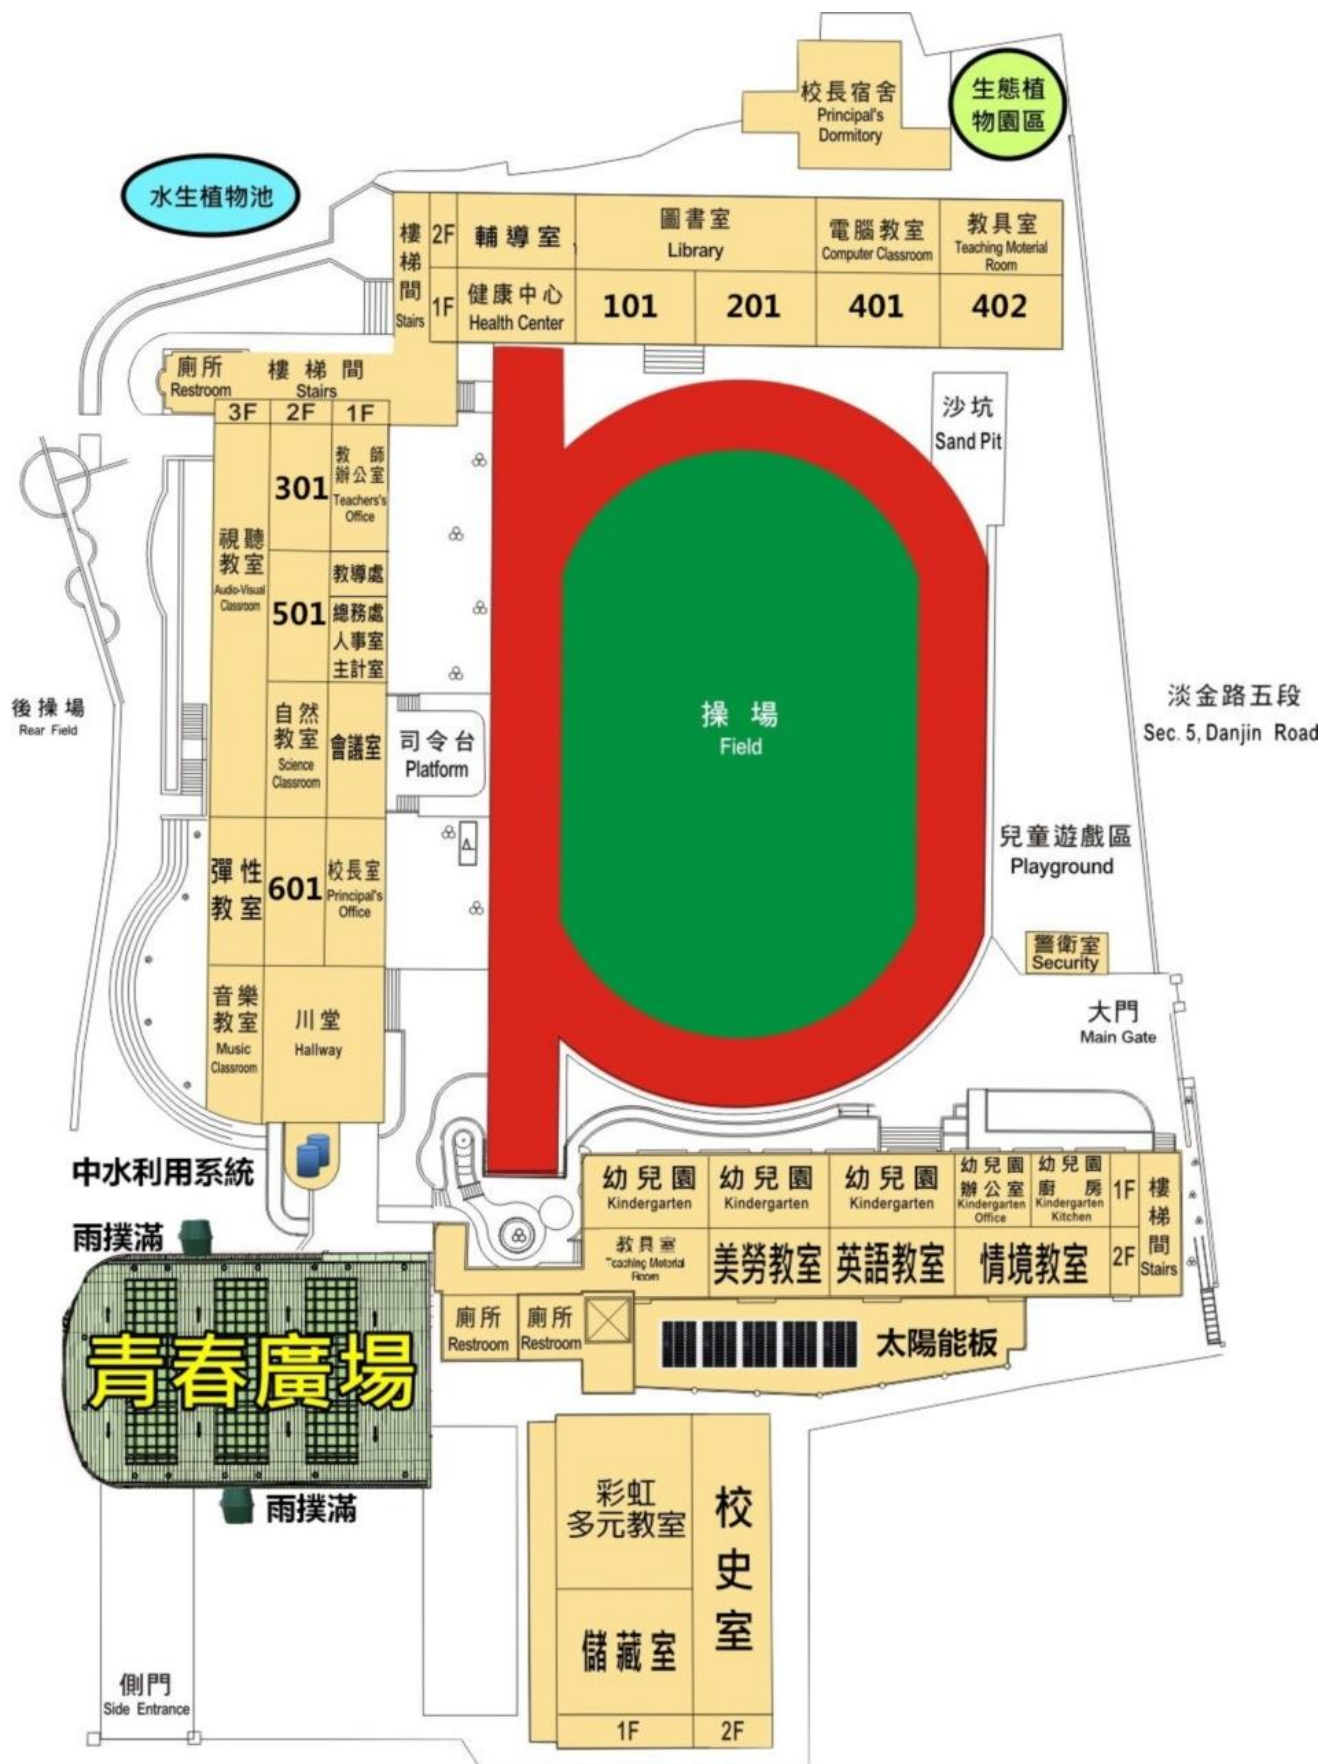 校長宿舍
Principal's
Dormitory
生態植
物園區
水生植物池
樓
梯
間
Stairs
2F
輔導室
圖書室
Library
電腦教室
Computer Classroom
教具室
Teaching Moterial
Room
1F
健康中心
Health Center
101
201
401
402
廁所
Restroom
樓梯間
Stairs
3F
2F
1F
視聽
教室
Audio-Visual
Classroom
301
教師
辦公室
Teachers's
Office
501
教導處
總務處
人事室
主計室
自然
教室
Science
Classroom
會議室
彈性
教室
601
校長室
Principal's
Office
音樂
教室
Music
Classroom
川堂
Hallway
司令台
Platform
操場
Field
沙坑
Sand Pit
後操場
Rear Field
淡金路五段
Sec. 5, Danjin Road
兒童遊戲區
Playground
警衛室
Security
大門
Main Gate
中水利用系統
雨撲滿
青春廣場
雨撲滿
幼兒園
Kindergarten
幼兒園
Kindergarten
幼兒園
Kindergarten
幼兒園
辦公室
Kindergarten
Office
幼兒園
廚房
Kindergarten
Kitchen
1F
樓
梯
間
Stairs
教具室
Teaching Moterial
Room
美勞教室
英語教室
情境教室
2F
廁所
Restroom
廁所
Restroom
太陽能板
彩虹
多元教室
儲藏室
1F
校
史
室
2F
側門
Side Entrance